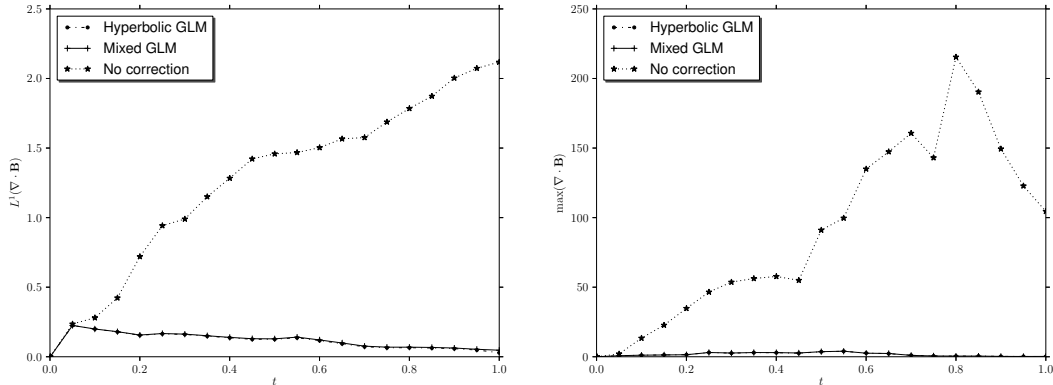 2.5
2.0
1.5
1.0
0.5
0.0
L¹(∇ · B)
Hyperbolic GLM
Mixed GLM
No correction
0.0 0.2 0.4 0.6 0.8 1.0
t
250
200
150
100
50
0
max(∇ · B)
Hyperbolic GLM
Mixed GLM
No correction
0.0 0.2 0.4 0.6 0.8 1.0
t